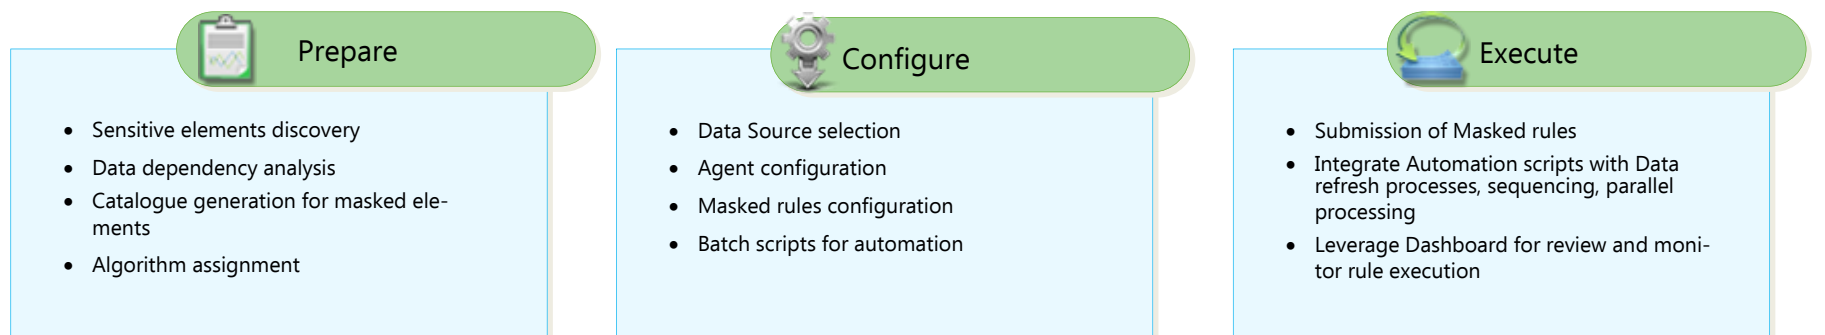 Prepare
• Sensitive elements discovery
• Data dependency analysis
• Catalogue generation for masked ele-
ments
• Algorithm assignment
Configure
• Data Source selection
• Agent configuration
• Masked rules configuration
• Batch scripts for automation
Execute
• Submission of Masked rules
• Integrate Automation scripts with Data
refresh processes, sequencing, parallel
processing
• Leverage Dashboard for review and moni-
tor rule execution